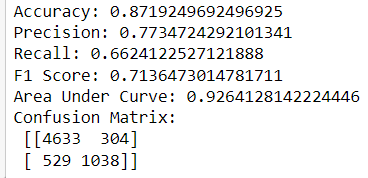 Accuracy: 0.8719249692496925
Precision: 0.7734724292101341
Recall: 0.6624122527121888
F1 Score: 0.7136473014781711
Area Under Curve: 0.9264128142224446
Confusion Matrix:
[[4633 304]
[ 529 1038]]